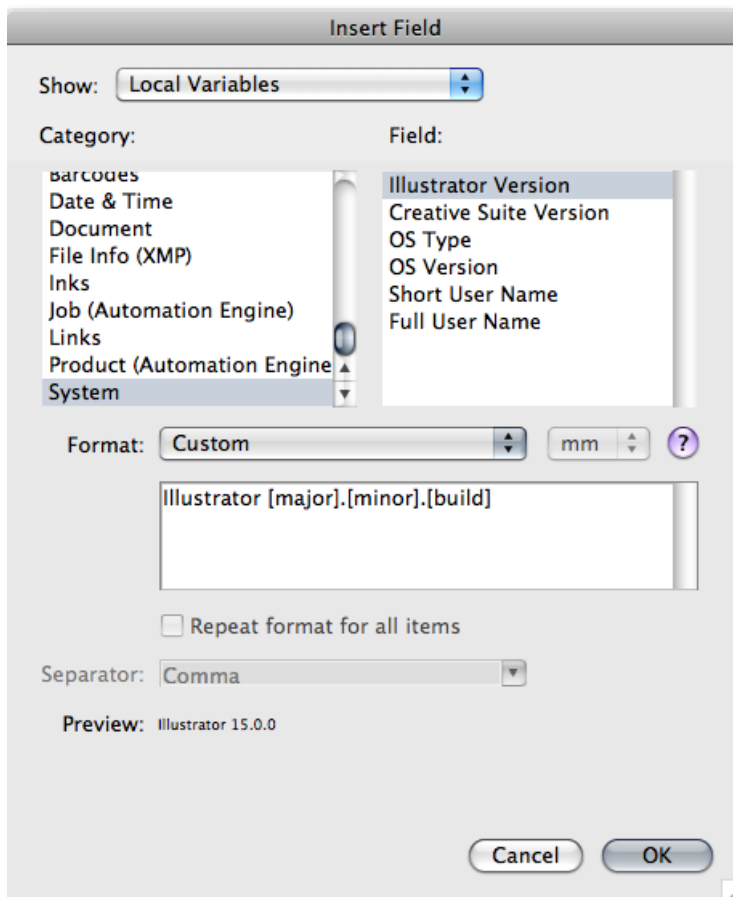 Insert Field
Show: Local Variables
Category:
Field:
Barcodes
Date & Time
Document
File Info (XMP)
Inks
Job (Automation Engine)
Links
Product (Automation Engine
System
Illustrator Version
Creative Suite Version
OS Type
OS Version
Short User Name
Full User Name
Format: Custom mm ?
Illustrator [major].[minor].[build]
Repeat format for all items
Separator: Comma
Preview: Illustrator 15.0.0
Cancel OK